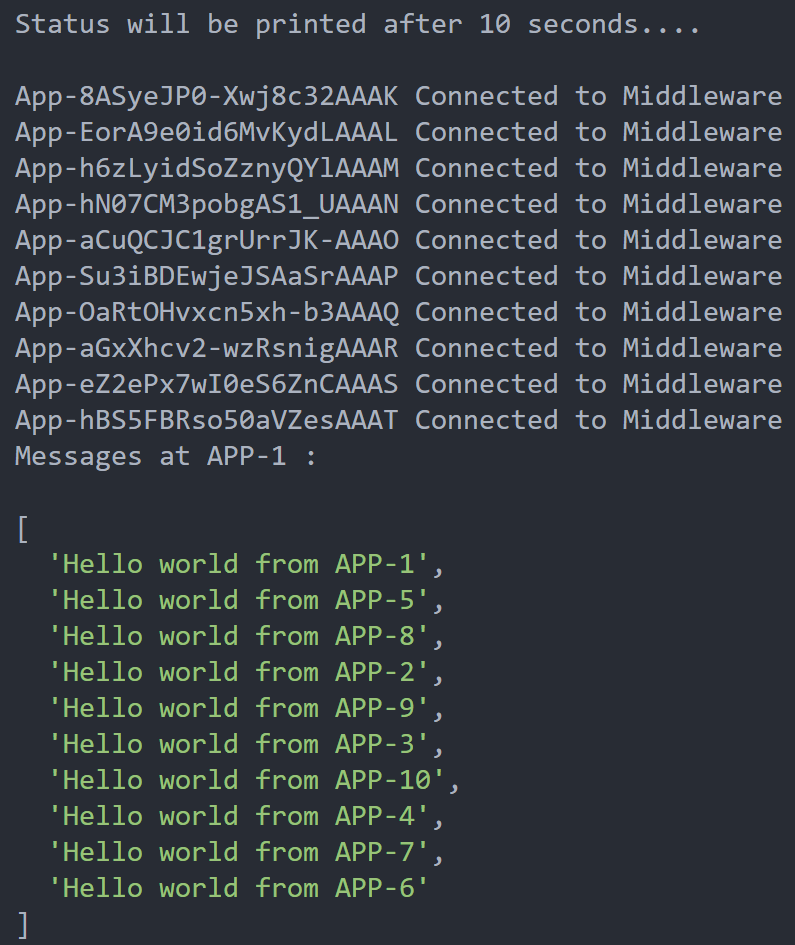 Status will be printed after 10 seconds....
App-8ASyeJP0-Xwj8c32AAAK Connected to Middleware
App-EorA9e0id6MvKydLAAAL Connected to Middleware
App-h6zLyidSoZznyQYlAAAM Connected to Middleware
App-hN07CM3pobgAS1_UAAAN Connected to Middleware
App-aCuQCJC1grUrrJK-AAAO Connected to Middleware
App-Su3iBDEwjeJSAaSrAAAP Connected to Middleware
App-OaRtOHvxcn5xh-b3AAAQ Connected to Middleware
App-aGxXhcv2-wzRsnigAAAR Connected to Middleware
App-eZ2ePx7wI0eS6ZnCAAAS Connected to Middleware
App-hBS5FBRso50aVZesAAAT Connected to Middleware
Messages at APP-1 :
[
  'Hello world from APP-1',
  'Hello world from APP-5',
  'Hello world from APP-8',
  'Hello world from APP-2',
  'Hello world from APP-9',
  'Hello world from APP-3',
  'Hello world from APP-10',
  'Hello world from APP-4',
  'Hello world from APP-7',
  'Hello world from APP-6'
]